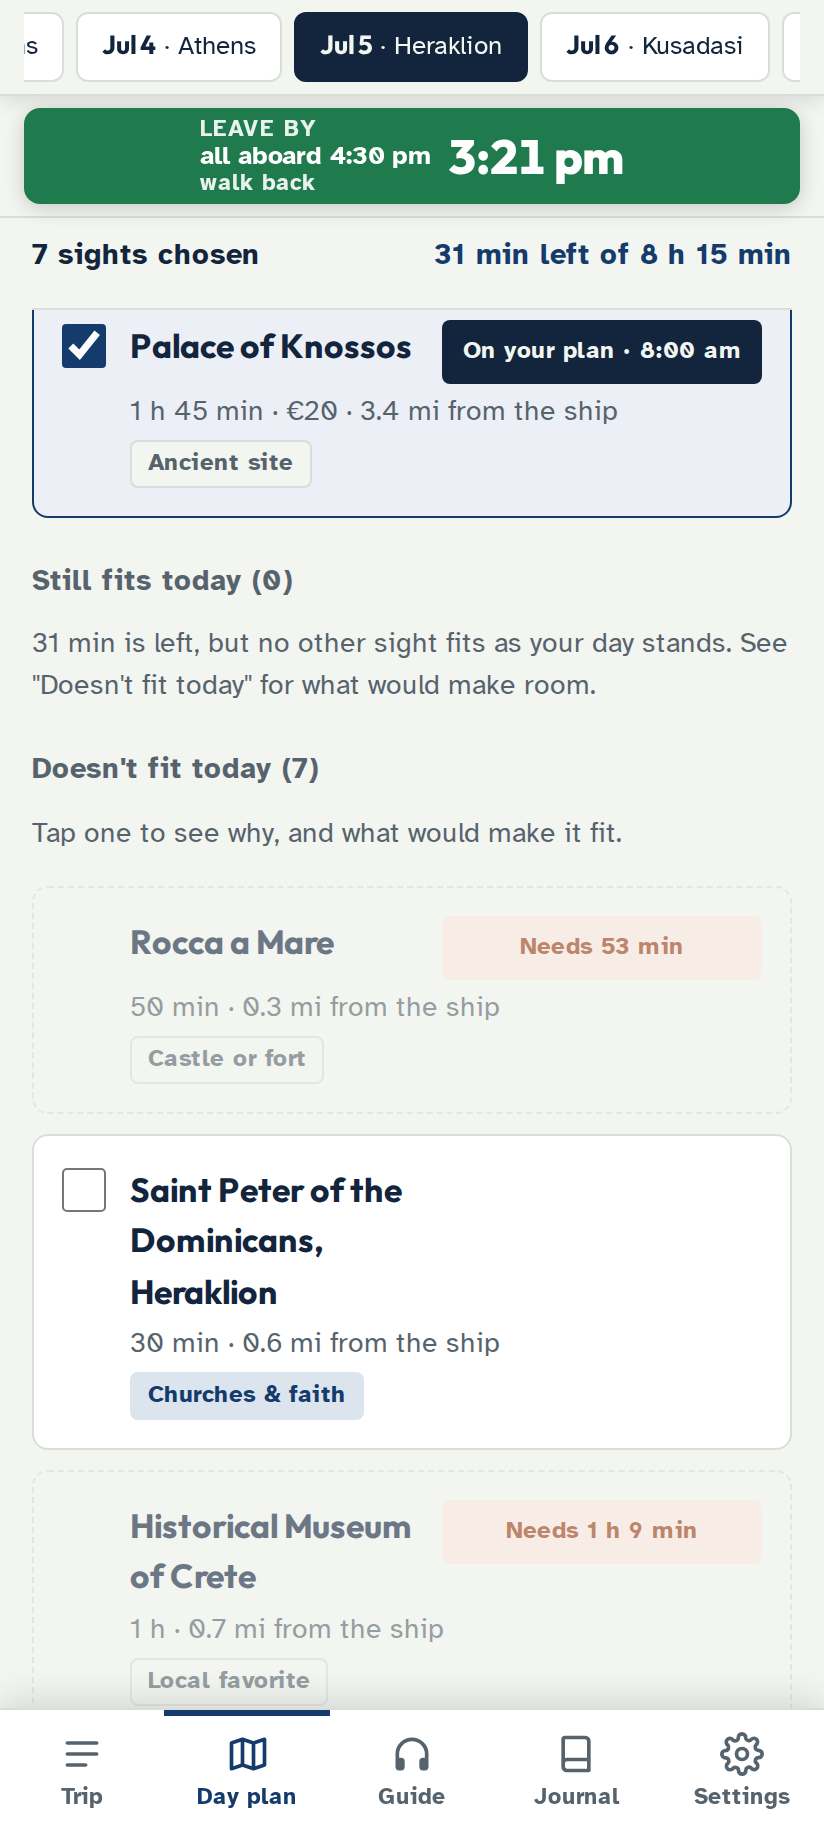 s
Jul 4 · Athens
Jul 5 · Heraklion
Jul 6 · Kusadasi
LEAVE BY
all aboard 4:30 pm
walk back
3:21 pm
7 sights chosen
31 min left of 8 h 15 min
Palace of Knossos
On your plan · 8:00 am
1 h 45 min · €20 · 3.4 mi from the ship
Ancient site
Still fits today (0)
31 min is left, but no other sight fits as your day stands. See
"Doesn't fit today" for what would make room.
Doesn't fit today (7)
Tap one to see why, and what would make it fit.
Rocca a Mare
Needs 53 min
50 min · 0.3 mi from the ship
Castle or fort
Saint Peter of the
Dominicans,
Heraklion
30 min · 0.6 mi from the ship
Churches & faith
Historical Museum
of Crete
Needs 1 h 9 min
1 h · 0.7 mi from the ship
Local favorite
Trip
Day plan
Guide
Journal
Settings